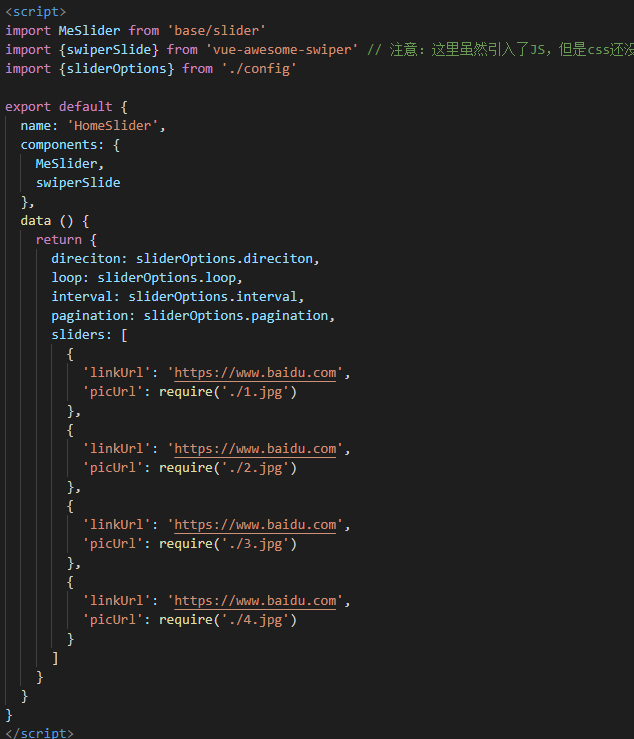 <script>
import MeSlider from 'base/slider'
import {swiperSlide} from 'vue-awesome-swiper' // 注意：这里虽然引入了JS，但是css还没
import {sliderOptions} from './config'
export default {
name: 'HomeSlider',
components: {
MeSlider,
swiperSlide
},
data () {
return {
direciton: sliderOptions.direciton,
loop: sliderOptions.loop,
interval: sliderOptions.interval,
pagination: sliderOptions.pagination,
sliders: [
{
'linkUrl': 'https://www.baidu.com',
'picUrl': require('./1.jpg')
},
{
'linkUrl': 'https://www.baidu.com',
'picUrl': require('./2.jpg')
},
{
'linkUrl': 'https://www.baidu.com',
'picUrl': require('./3.jpg')
},
{
'linkUrl': 'https://www.baidu.com',
'picUrl': require('./4.jpg')
}
]
}
}
}
</script>